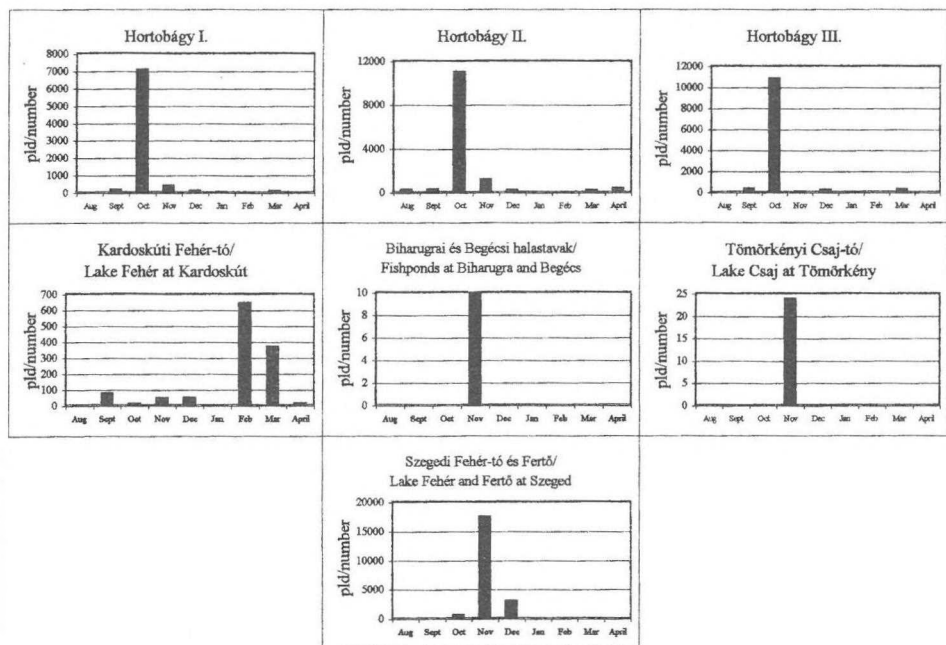 Hortobágy I.
pld/number
8000
7000
6000
5000
4000
3000
2000
1000
0
Aug Sept Oct Nov Dec Jan Feb Mar April
Hortobágy II.
pld/number
12000
8000
4000
0
Aug Sept Oct Nov Dec Jan Feb Mar April
Hortobágy III.
pld/number
12000
10000
8000
6000
4000
2000
0
Aug Sept Oct Nov Dec Jan Feb Mar April
Kardoskúti Fehér-tó/
Lake Fehér at Kardoskút
pld/number
700
600
500
400
300
200
100
0
Aug Sept Oct Nov Dec Jan Feb Mar April
Biharugrai és Begécsi halastavak/
Fishponds at Biharugra and Begécs
pld/number
10
8
6
4
2
0
Aug Sept Oct Nov Dec Jan Feb Mar April
Tömörkényi Csaj-tó/
Lake Csaj at Tömörkény
pld/number
25
20
15
10
5
0
Aug Sept Oct Nov Dec Jan Feb Mar April
Szegedi Fehér-tó és Fertő/
Lake Fehér and Fertő at Szeged
pld/number
20000
15000
10000
5000
0
Aug Sept Oct Nov Dec Jan Feb Mar April